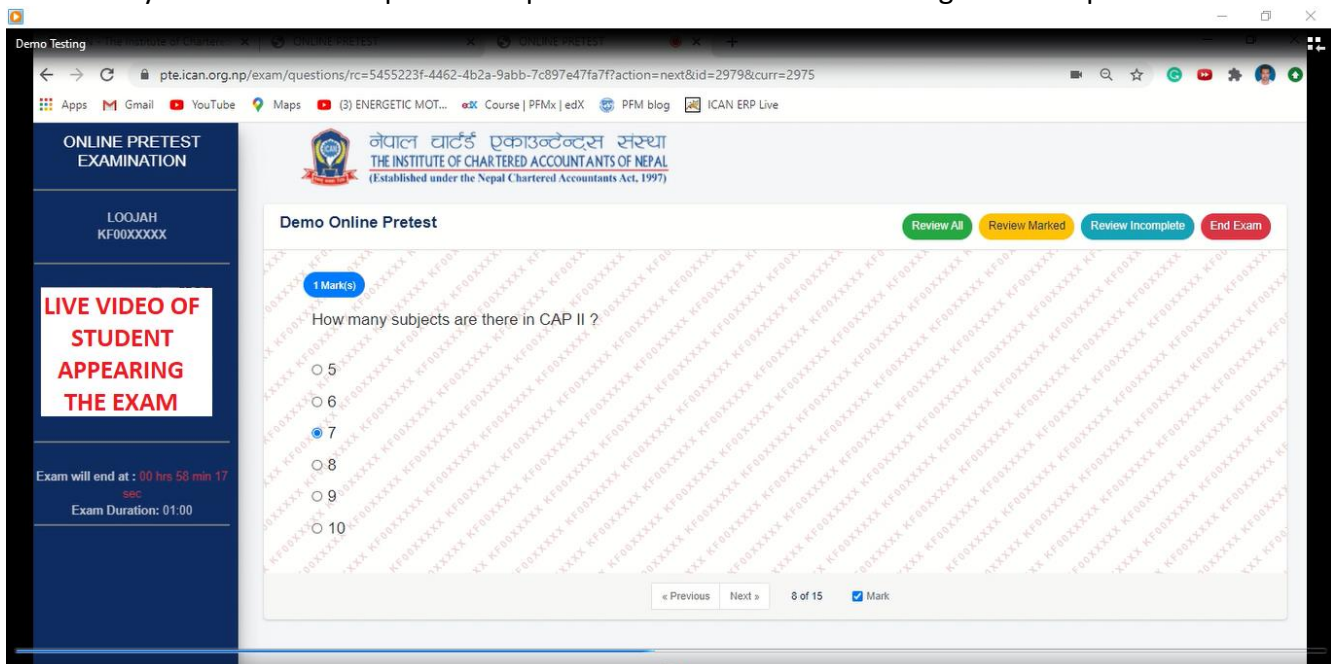 Demo Testing
ONLINE PRETEST
ONLINE PRETEST
pte.ican.org.np/exam/questions/rc=5455223f-4462-4b2a-9abb-7c897e47fa7f?action=next&id=2979&curr=2975
Apps Gmail YouTube Maps (3) ENERGETIC MOT... Course | PFMx | edX PFM blog ICAN ERP Live
ONLINE PRETEST
EXAMINATION
LOOJAH
KF00XXXXX
LIVE VIDEO OF
STUDENT
APPEARING
THE EXAM
Exam will end at : 00 hrs 58 min 17
sec
Exam Duration: 01:00
नेपाल चार्टर्ड एकाउन्टेन्ट्स संस्था
THE INSTITUTE OF CHARTERED ACCOUNTANTS OF NEPAL
(Established under the Nepal Chartered Accountants Act, 1997)
Demo Online Pretest
Review All Review Marked Review Incomplete End Exam
1 Mark(s)
How many subjects are there in CAP II ?
5
6
7
8
9
10
« Previous Next » 8 of 15 Mark